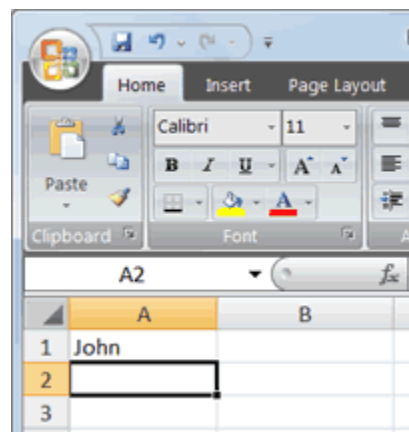 Home Insert Page Layout
Calibri 11
B I U A A
Paste A
Clipboard Font
A2 fx
A B
1 John
2
3